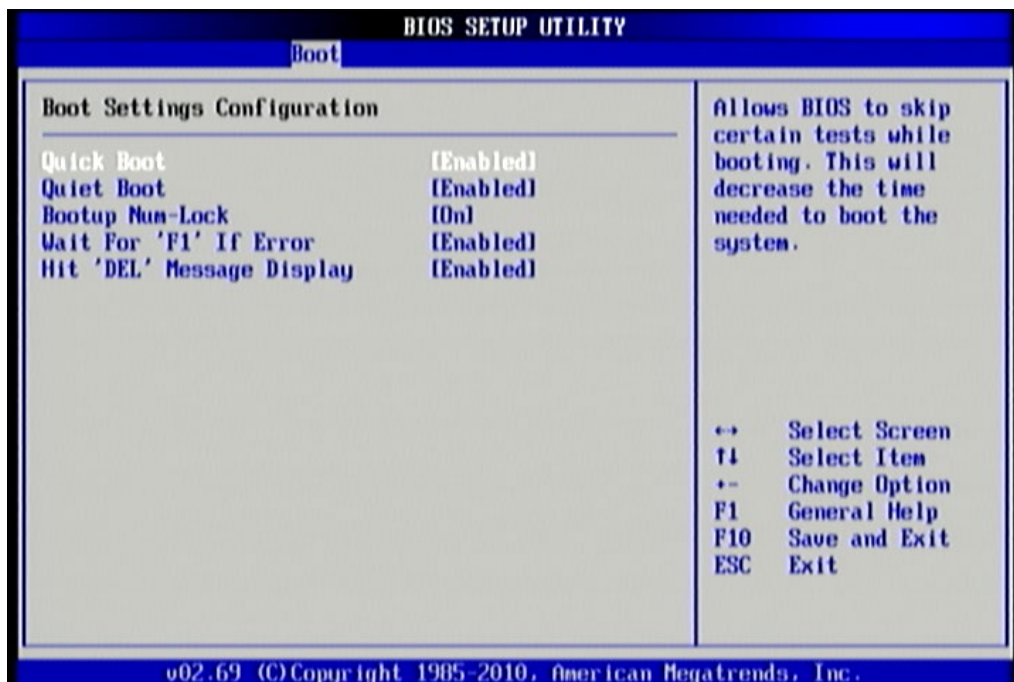 BIOS SETUP UTILITY
Boot
Boot Settings Configuration
Quick Boot [Enabled]
Quiet Boot [Enabled]
Bootup Num-Lock [On]
Wait For 'F1' If Error [Enabled]
Hit 'DEL' Message Display [Enabled]
Allows BIOS to skip
certain tests while
booting. This will
decrease the time
needed to boot the
system.
↔ Select Screen
↑↓ Select Item
+- Change Option
F1 General Help
F10 Save and Exit
ESC Exit
v02.69 (C)Copyright 1985-2010, American Megatrends, Inc.